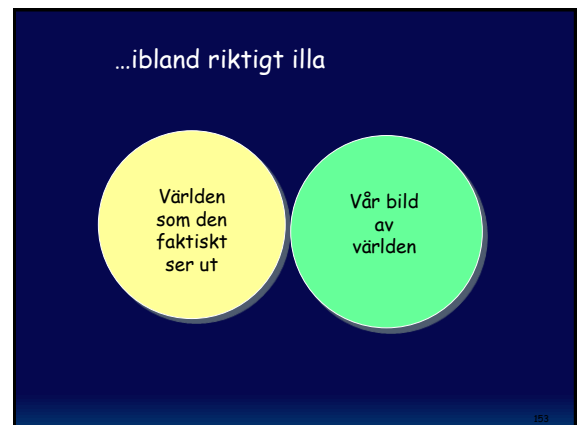 ...ibland riktigt illa
Världen
som den
faktiskt
ser ut
Vår bild
av
världen
153